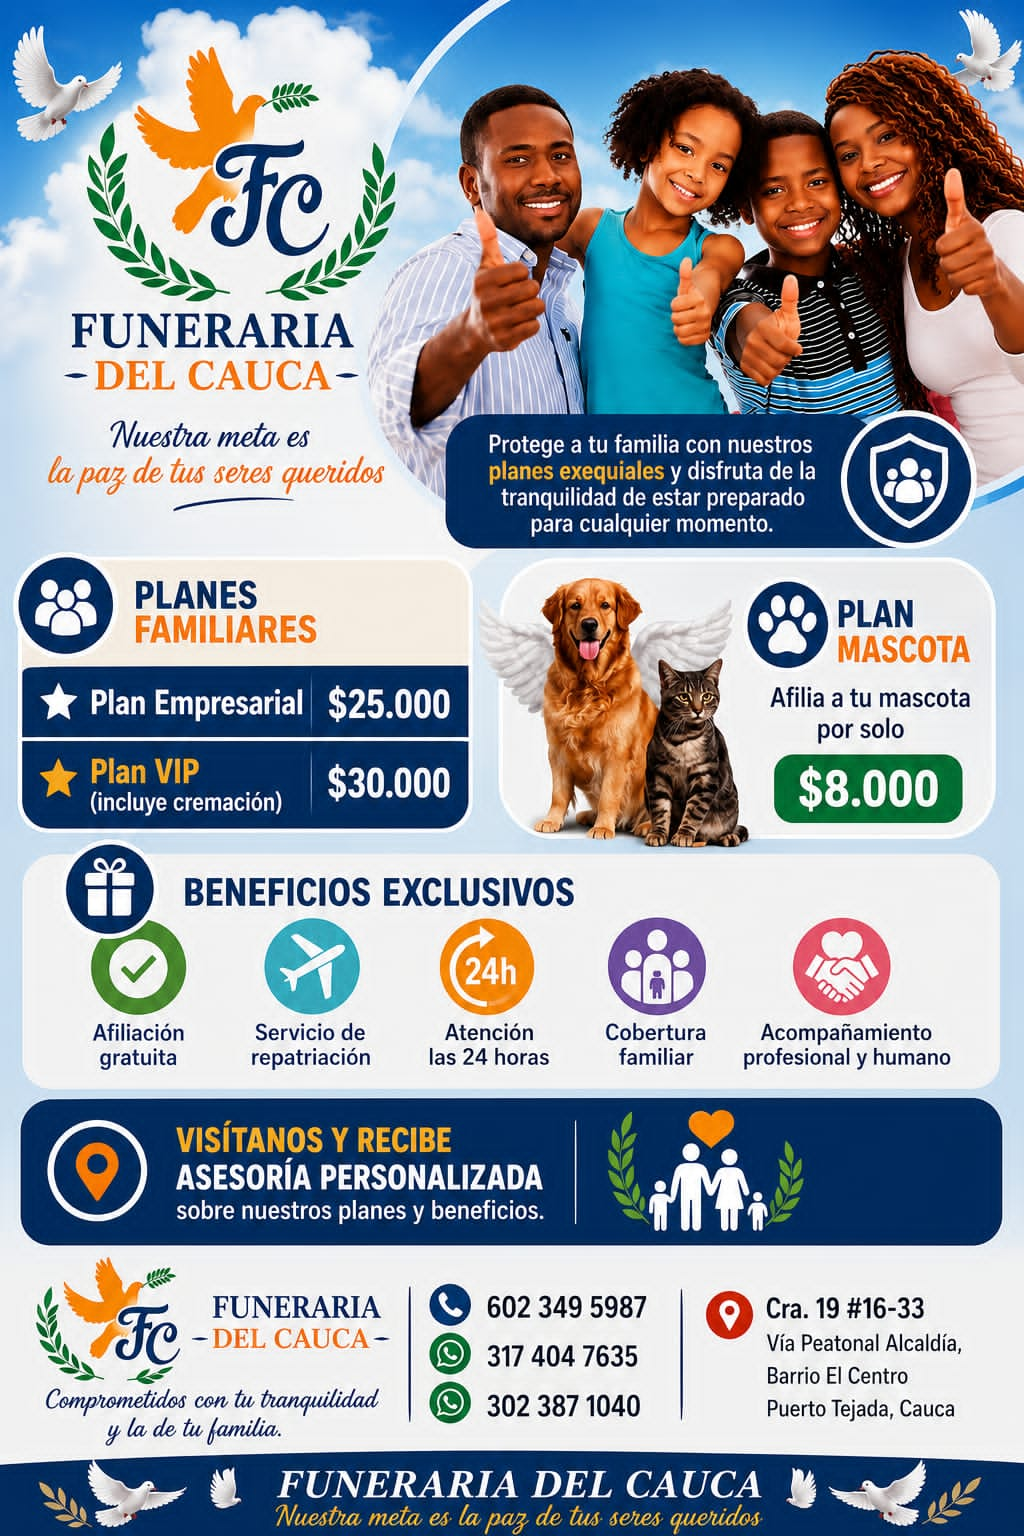 FC
FUNERARIA
DEL CAUCA
Nuestra meta es
la paz de tus seres queridos
Protege a tu familia con nuestros
planes exequiales y disfruta de la
tranquilidad de estar preparado
para cualquier momento.
PLANES
FAMILIARES
Plan Empresarial $25.000
Plan VIP
(incluye cremación)
$30.000
PLAN
MASCOTA
Afilia a tu mascota
por solo
$8.000
BENEFICIOS EXCLUSIVOS
Afiliación
gratuita
Servicio de
repatriación
24h
Atención
las 24 horas
Cobertura
familiar
Acompañamiento
profesional y humano
VISÍTANOS Y RECIBE
ASESORÍA PERSONALIZADA
sobre nuestros planes y beneficios.
FC
FUNERARIA
DEL CAUCA
Comprometidos con tu tranquilidad
y la de tu familia.
602 349 5987
317 404 7635
302 387 1040
Cra. 19 #16-33
Vía Peatonal Alcaldía,
Barrio El Centro
Puerto Tejada, Cauca
FUNERARIA DEL CAUCA
Nuestra meta es la paz de tus seres queridos